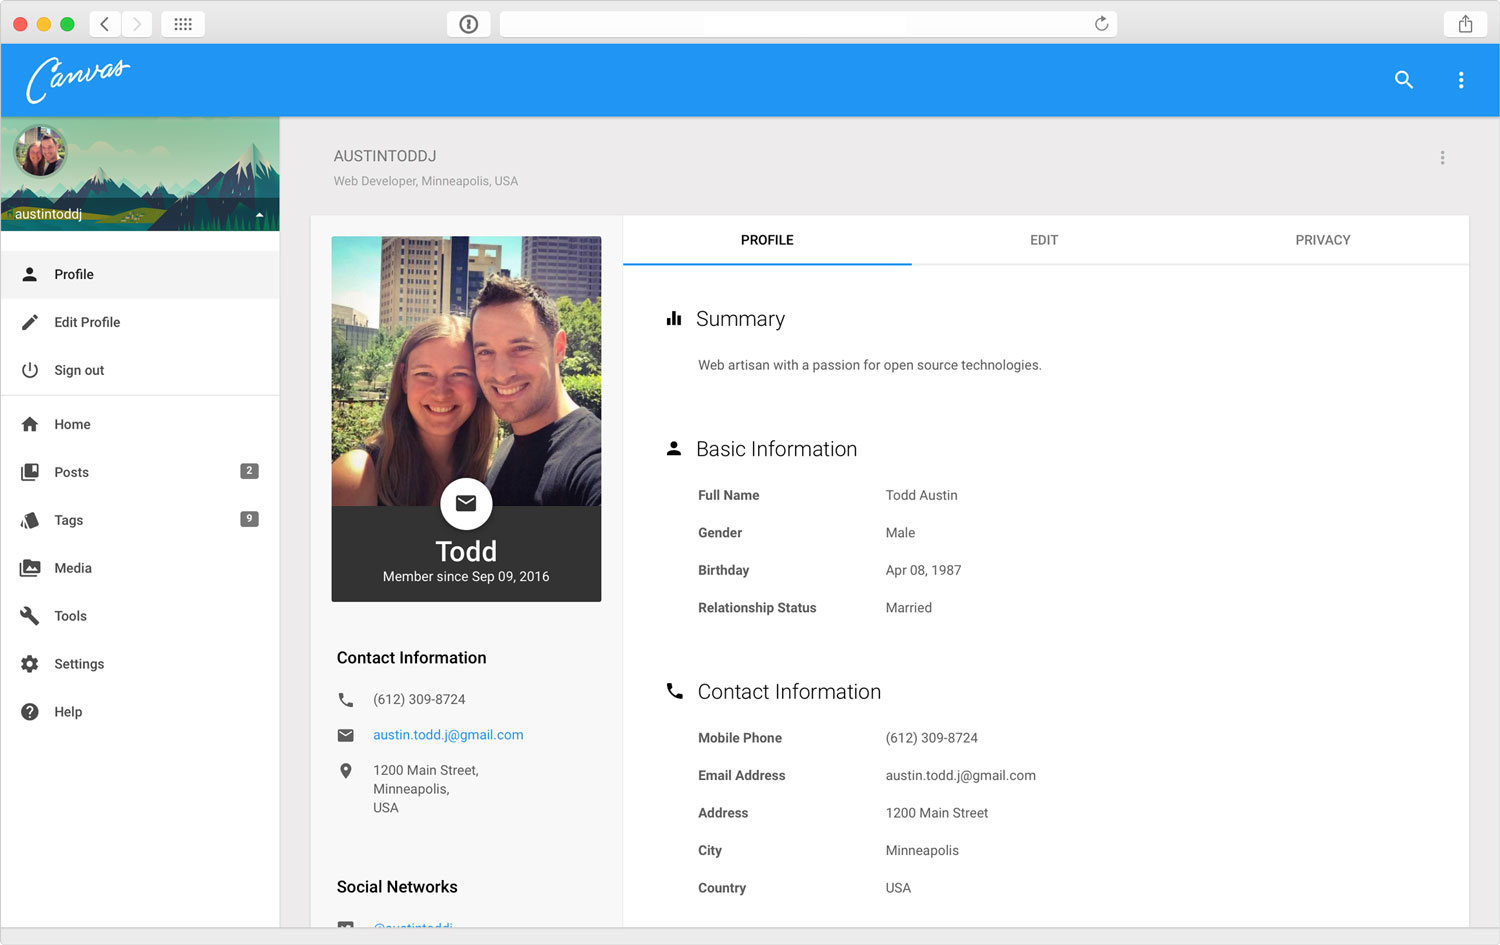 Canvas
austintoddj
Profile
Edit Profile
Sign out
Home
Posts
2
Tags
9
Media
Tools
Settings
Help
AUSTINTODDJ
Web Developer, Minneapolis, USA
Todd
Member since Sep 09, 2016
Contact Information
(612) 309-8724
austin.todd.j@gmail.com
1200 Main Street,
Minneapolis,
USA
Social Networks
@austintoddj
PROFILE
EDIT
PRIVACY
Summary
Web artisan with a passion for open source technologies.
Basic Information
Full Name Todd Austin
Gender Male
Birthday Apr 08, 1987
Relationship Status Married
Contact Information
Mobile Phone (612) 309-8724
Email Address austin.todd.j@gmail.com
Address 1200 Main Street
City Minneapolis
Country USA